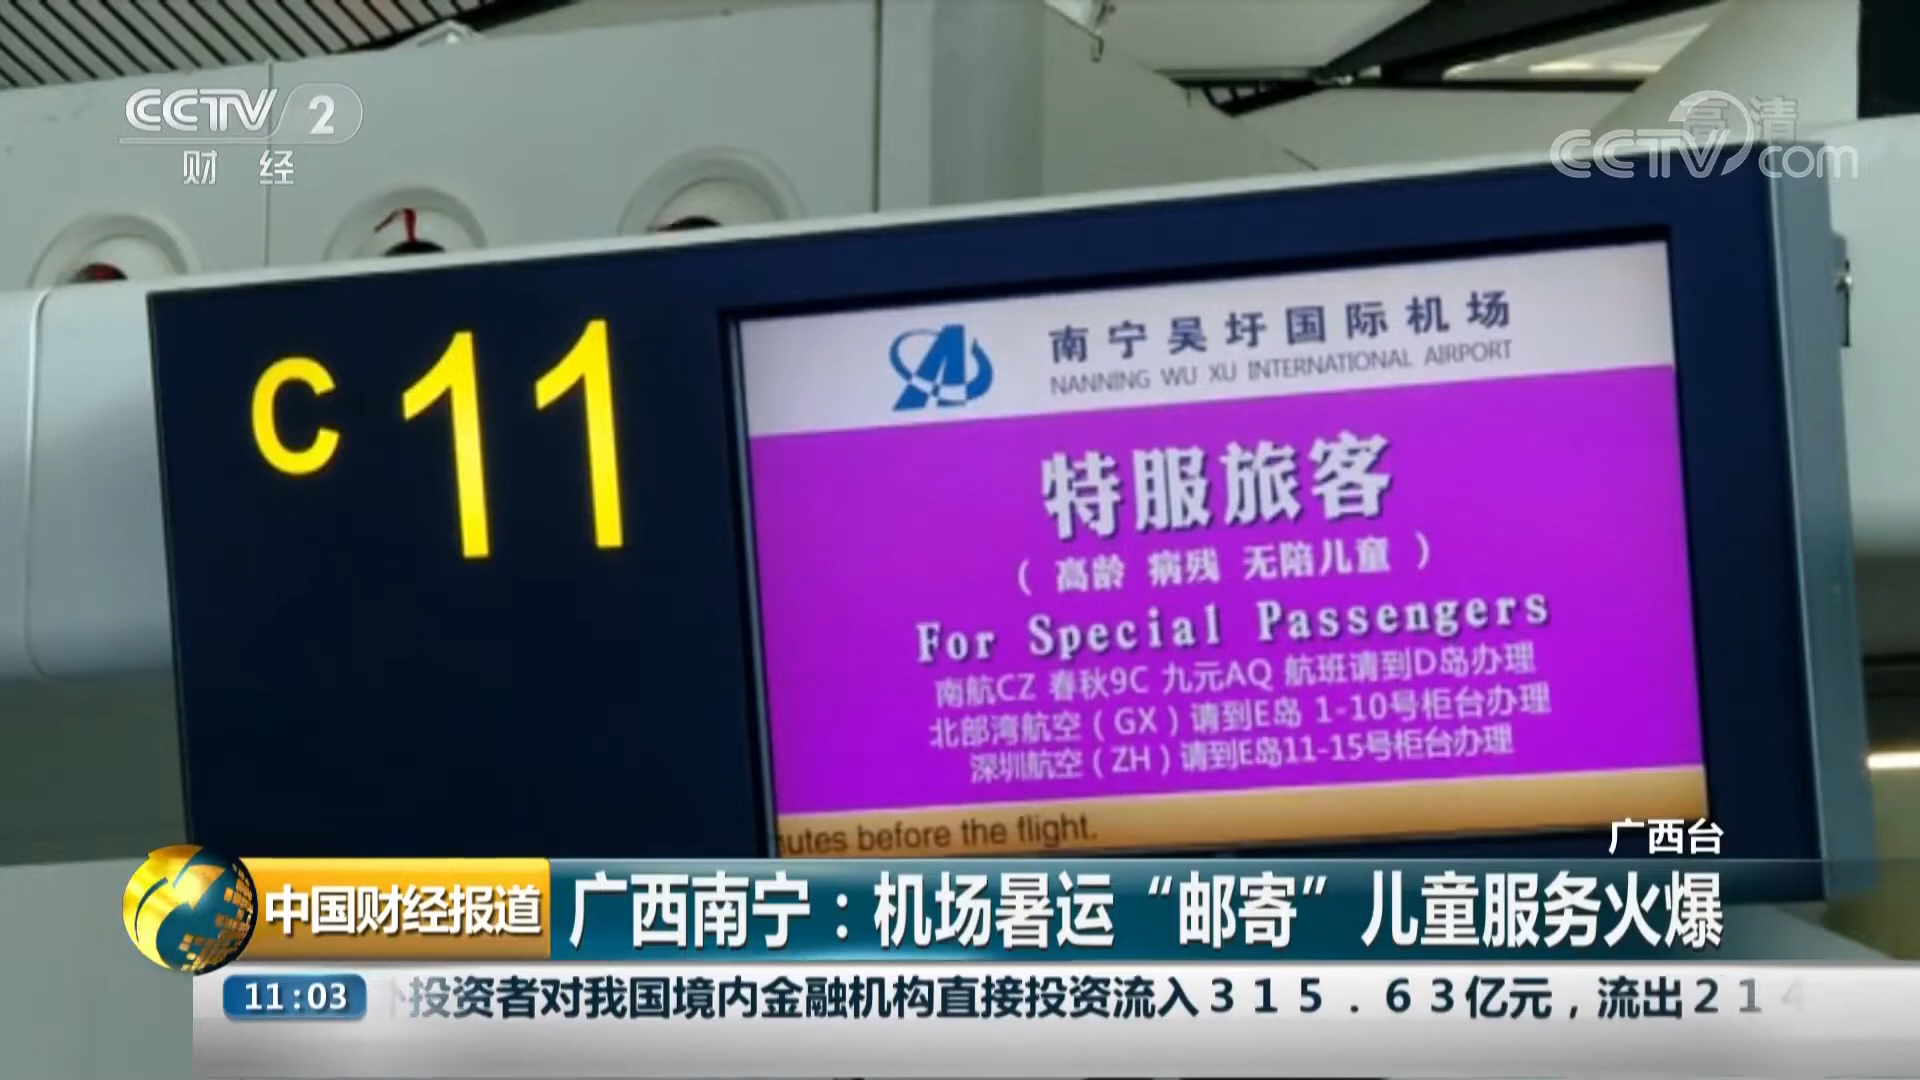 CCTV 2
财经
高清
CCTV com
C 11
南宁吴圩国际机场
NANNING WU XU INTERNATIONAL AIRPORT
特服旅客
（ 高龄 病残 无陪儿童 ）
For Special Passengers
南航CZ 春秋9C 九元AQ 航班请到D岛办理
北部湾航空（GX）请到E岛 1-10号柜台办理
深圳航空（ZH）请到E岛11-15号柜台办理
before the flight.
广西台
中国财经报道
广西南宁：机场暑运“邮寄”儿童服务火爆
11:03
投资者对我国境内金融机构直接投资流入315.63亿元，流出21